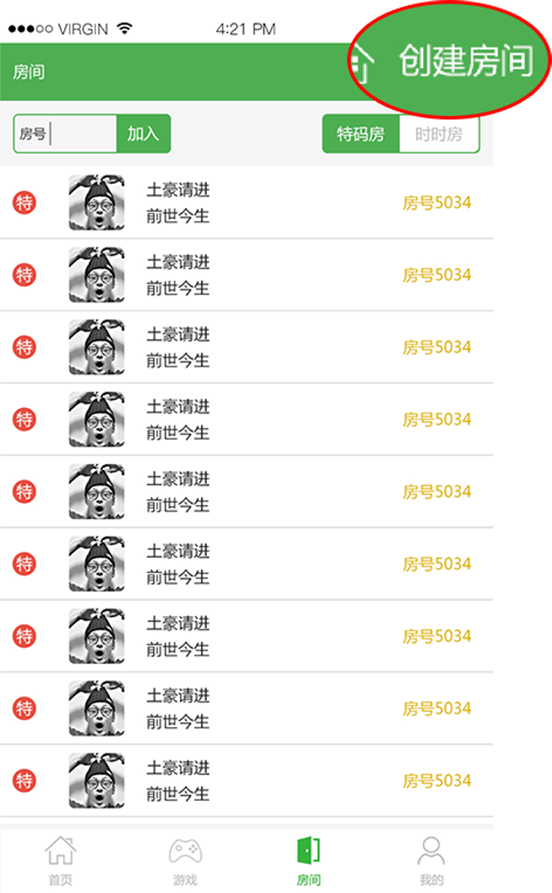 VIRGIN
4:21 PM
房间
创建房间
房号
加入
特码房
时时房
特
土豪请进
前世今生
房号5034
特
土豪请进
前世今生
房号5034
特
土豪请进
前世今生
房号5034
特
土豪请进
前世今生
房号5034
特
土豪请进
前世今生
房号5034
特
土豪请进
前世今生
房号5034
特
土豪请进
前世今生
房号5034
特
土豪请进
前世今生
房号5034
特
土豪请进
前世今生
房号5034
首页
游戏
房间
我的